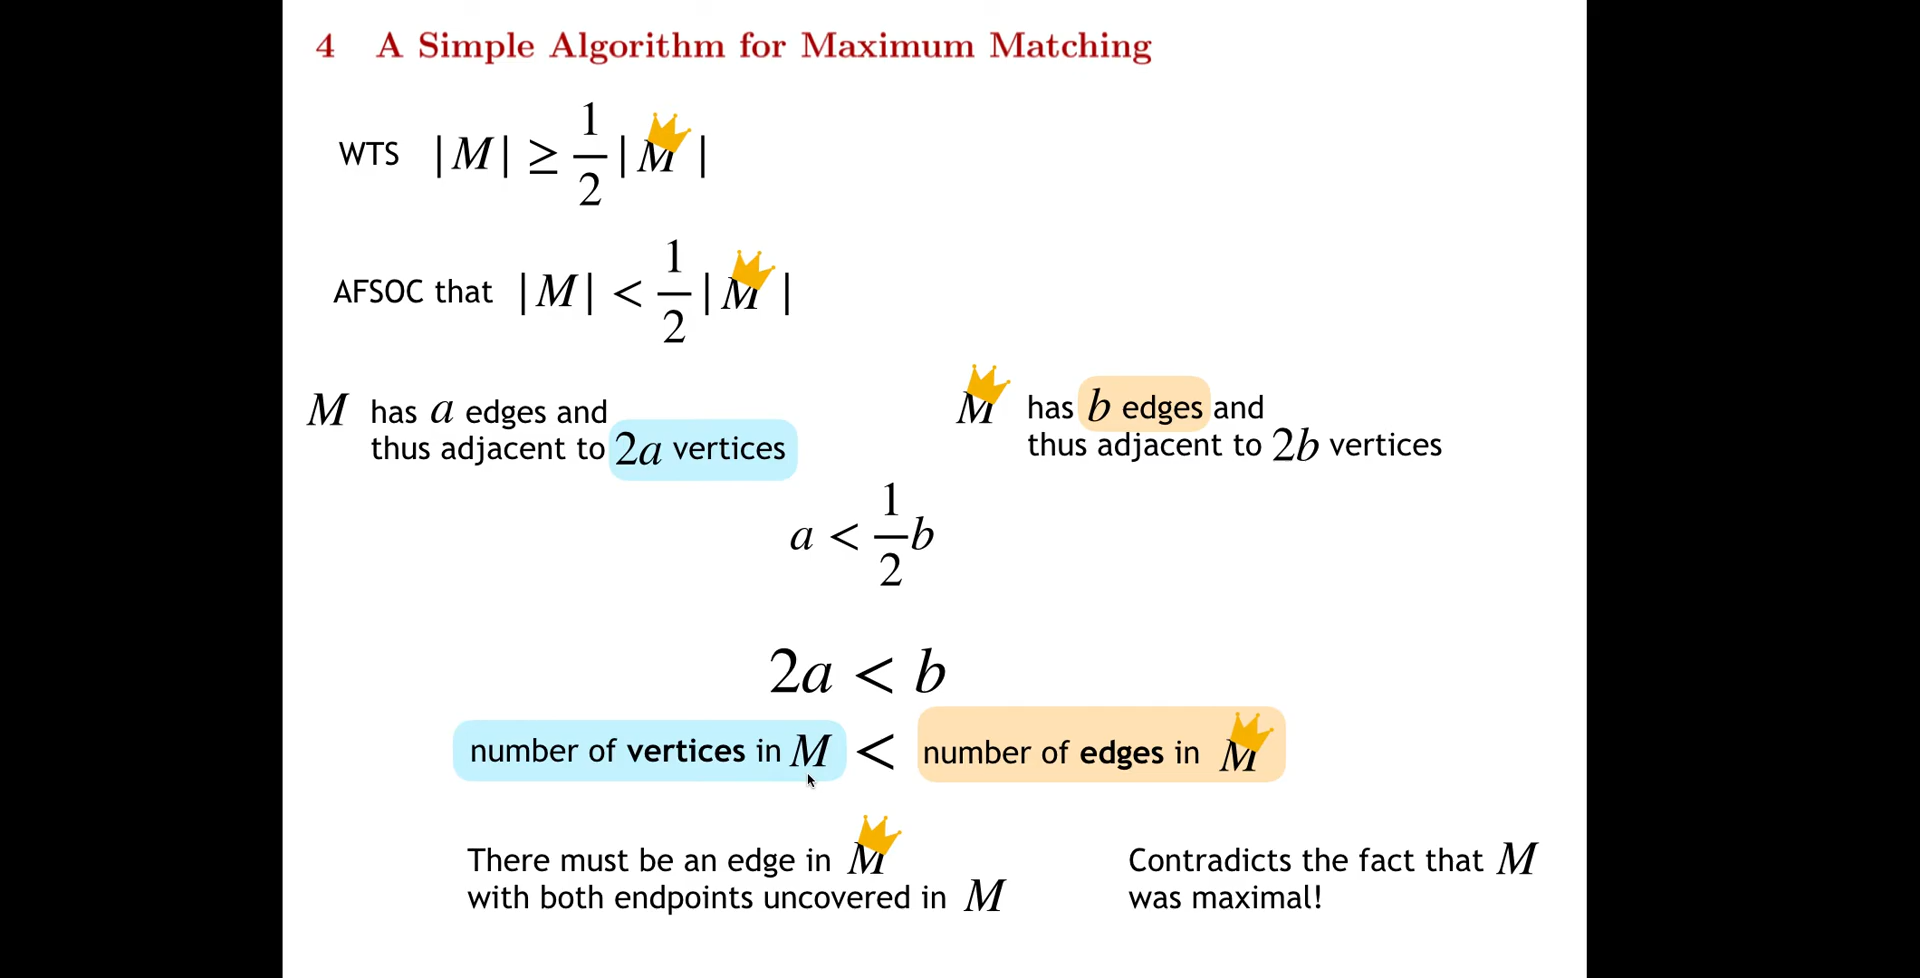 4 A Simple Algorithm for Maximum Matching
WTS |M| ≥ 1/2 |M|
AFSOC that |M| < 1/2 |M|
M has a edges and
thus adjacent to 2a vertices
M has b edges and
thus adjacent to 2b vertices
a < 1/2 b
2a < b
number of vertices in M < number of edges in M
There must be an edge in M
with both endpoints uncovered in M
Contradicts the fact that M
was maximal!